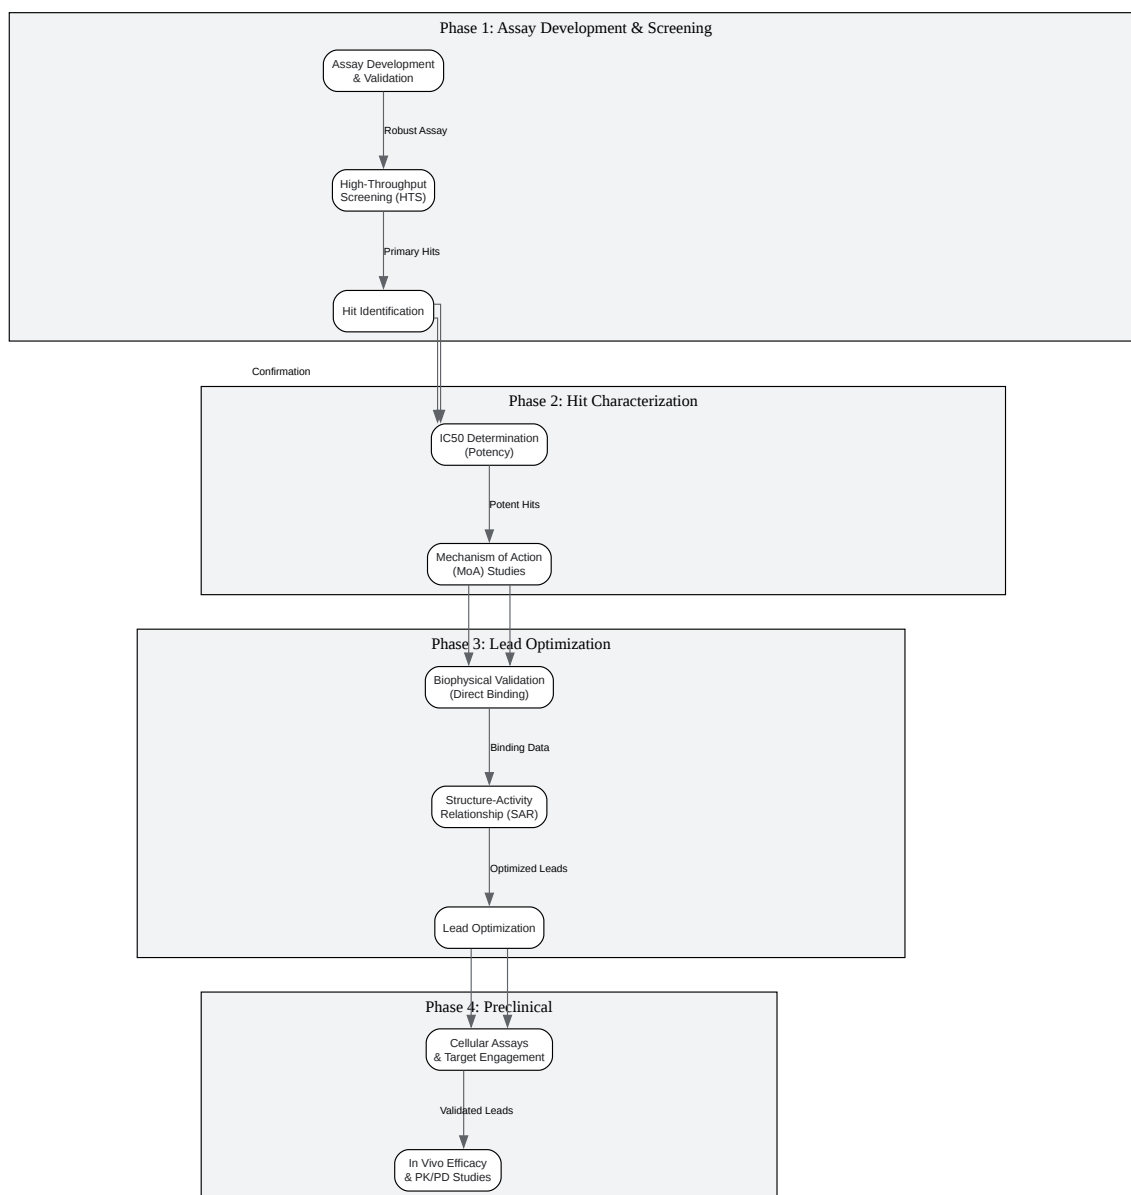 Phase 1: Assay Development & Screening
Assay Development
& Validation
Robust Assay
High-Throughput
Screening (HTS)
Primary Hits
Hit Identification
Confirmation
Phase 2: Hit Characterization
IC50 Determination
(Potency)
Potent Hits
Mechanism of Action
(MoA) Studies
Phase 3: Lead Optimization
Biophysical Validation
(Direct Binding)
Binding Data
Structure-Activity
Relationship (SAR)
Optimized Leads
Lead Optimization
Phase 4: Preclinical
Cellular Assays
& Target Engagement
Validated Leads
In Vivo Efficacy
& PK/PD Studies